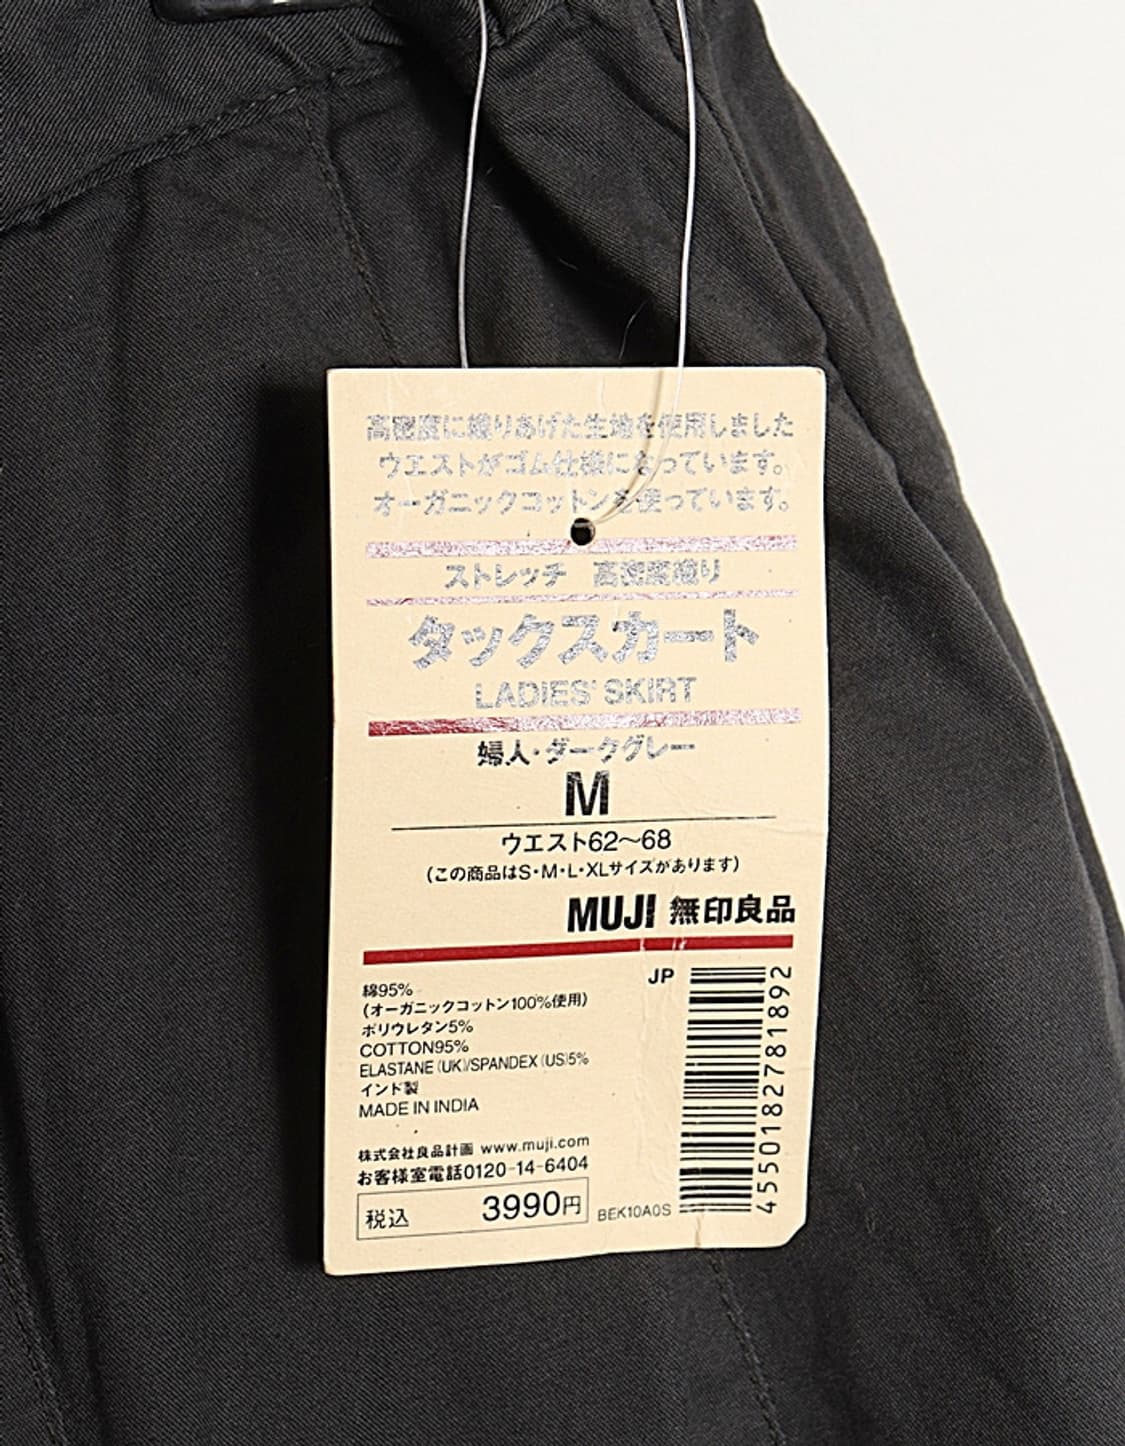 高密度に織りあげた生地を使用しました
ウエストがゴム仕様になっています。
オーガニックコットンを使っています。
ストレッチ 高密度織り
タックスカート
LADIES' SKIRT
婦人・ダークグレー
M
ウエスト62〜68
(この商品はS・M・L・XLサイズがあります)
MUJI 無印良品
JP
綿95%
(オーガニックコットン100%使用)
ポリウレタン5%
COTTON95%
ELASTANE (UK)/SPANDEX (US)5%
インド製
MADE IN INDIA
株式会社良品計画 www.muji.com
お客様室電話0120-14-6404
税込 3990円
BEK10A0S
4550182781892